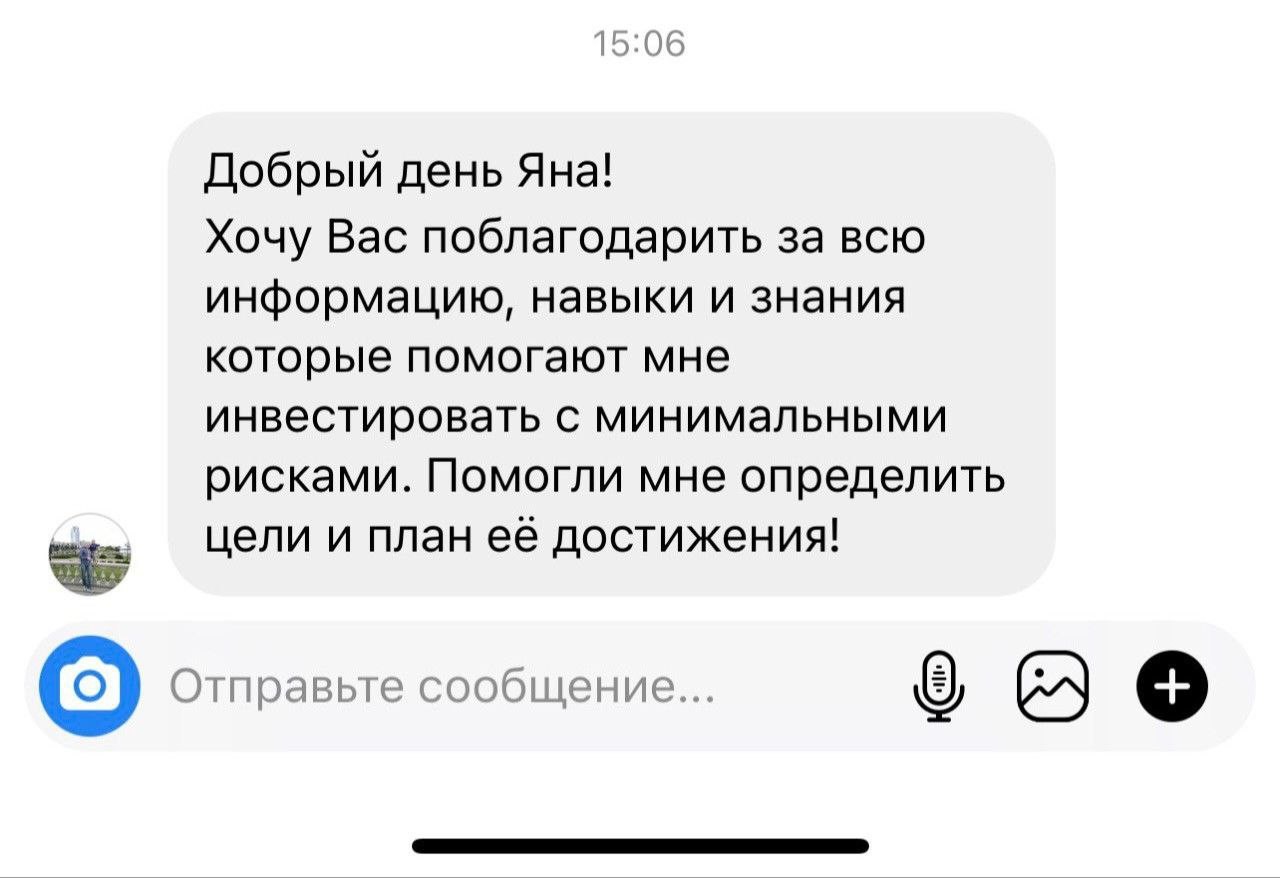 15:06
Добрый день Яна!
Хочу Вас поблагодарить за всю
информацию, навыки и знания
которые помогают мне
инвестировать с минимальными
рисками. Помогли мне определить
цели и план её достижения!
Отправьте сообщение...